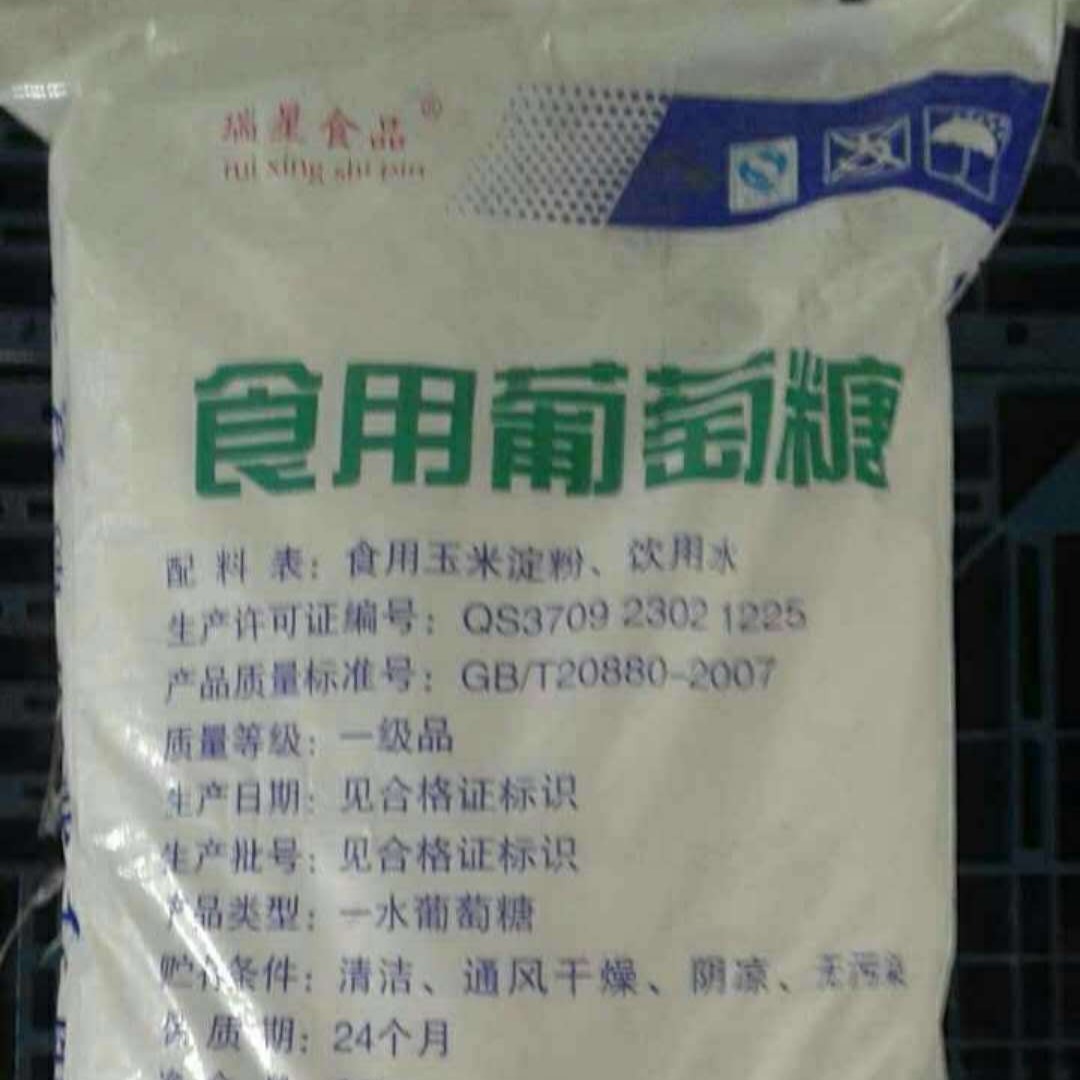 瑞星食品®
rui xing shi pin
食用葡萄糖
配料表：食用玉米淀粉、饮用水
生产许可证编号：QS3709 2302 1225
产品质量标准号：GB/T20880-2007
质量等级：一级品
生产日期：见合格证标识
生产批号：见合格证标识
产品类型：一水葡萄糖
贮存条件：清洁、通风干燥、阴凉、无污染
保质期：24个月